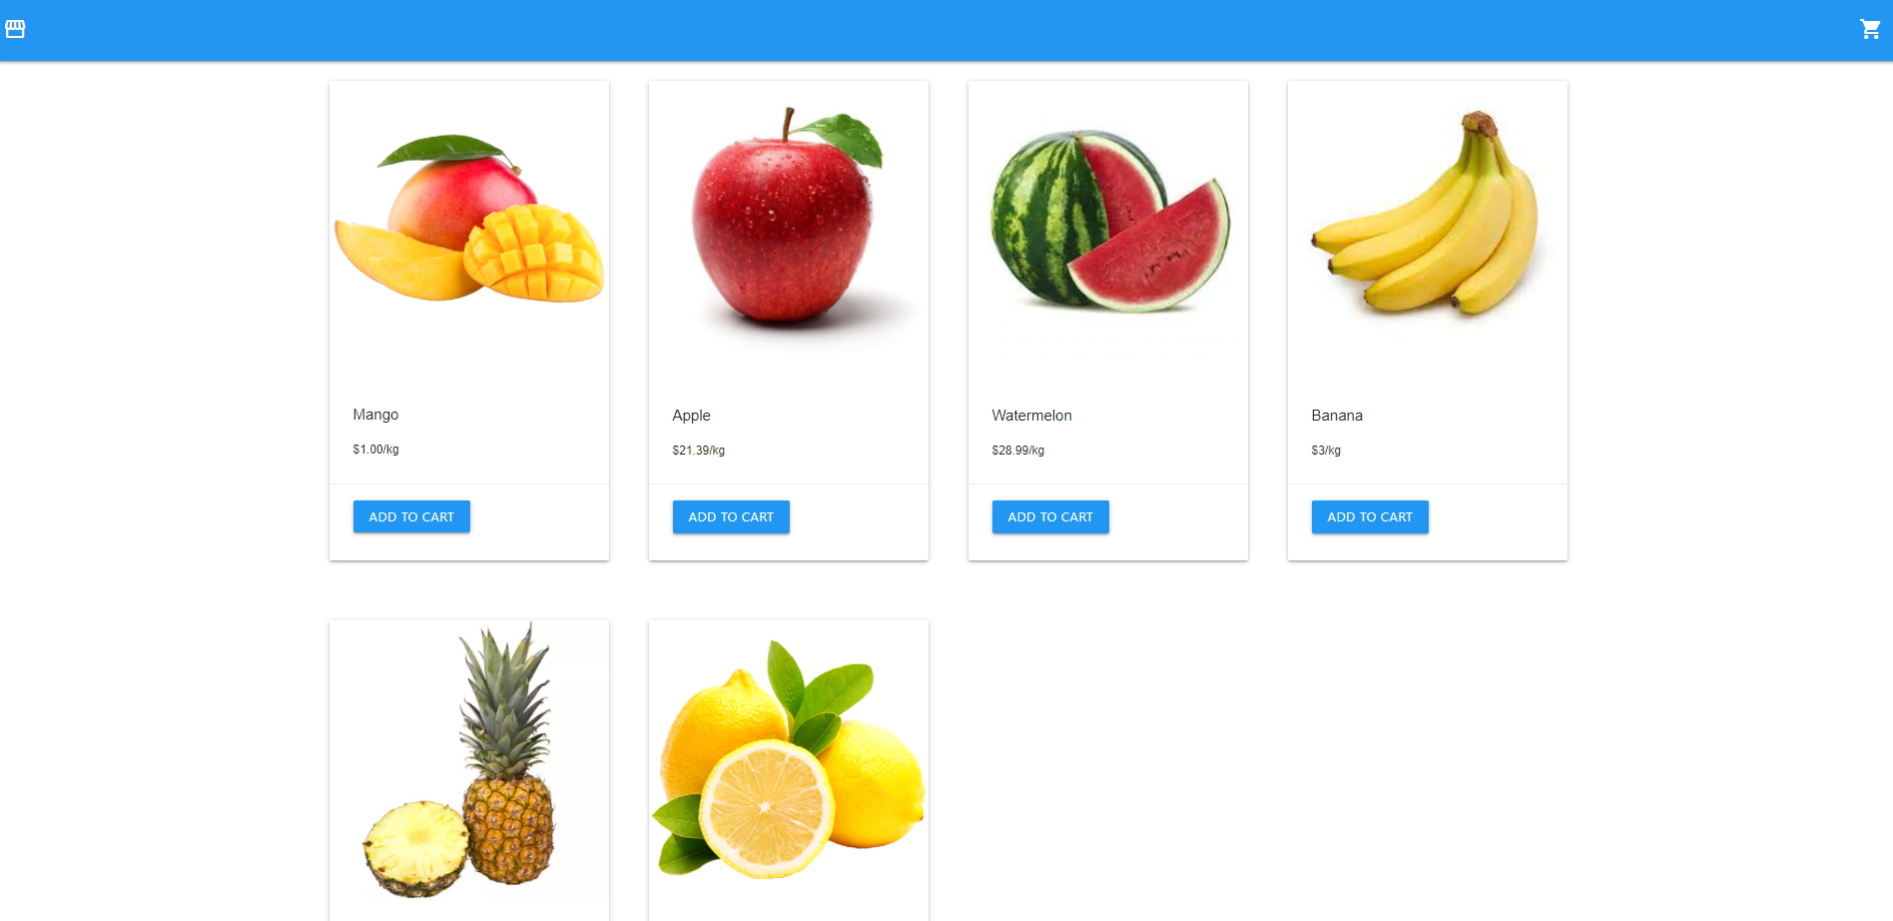 Mango
$1.00/kg
ADD TO CART
Apple
$21.39/kg
ADD TO CART
Watermelon
$28.99/kg
ADD TO CART
Banana
$3/kg
ADD TO CART